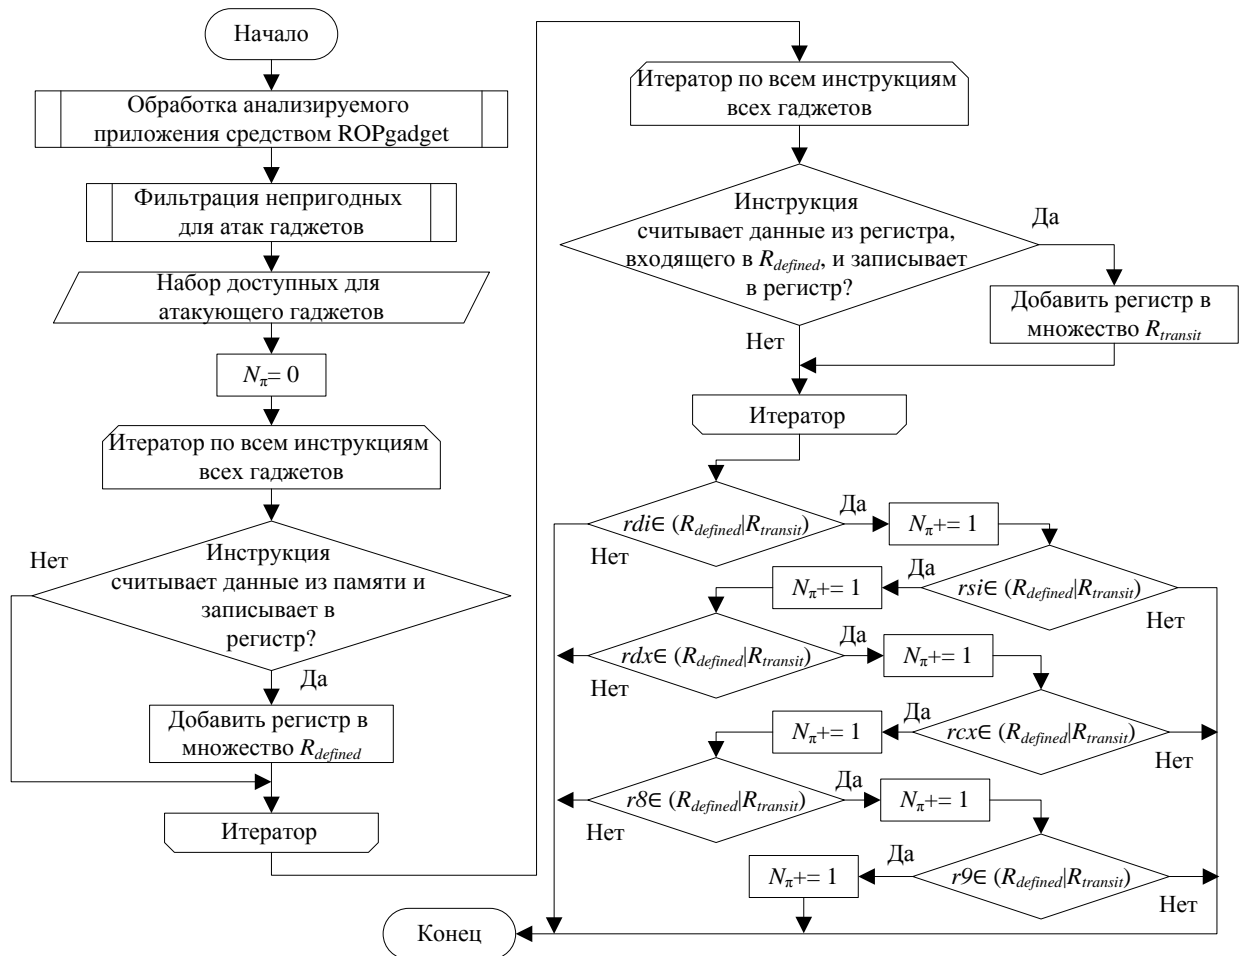 Начало
Обработка анализируемого
приложения средством ROPgadget
Фильтрация непригодных
для атак гаджетов
Набор доступных для
атакующего гаджетов
Nπ= 0
Итератор по всем инструкциям
всех гаджетов
Нет
Инструкция
считывает данные из памяти и
записывает в
регистр?
Да
Добавить регистр в
множество Rdefined
Итератор
Итератор по всем инструкциям
всех гаджетов
Инструкция
считывает данные из регистра,
входящего в Rdefined, и записывает
в регистр?
Да
Добавить регистр в
множество Rtransit
Нет
Итератор
rdi∈ (Rdefined|Rtransit)
Да
Нет
Nπ+= 1
rsi∈ (Rdefined|Rtransit)
Да
Нет
Nπ+= 1
rdx∈ (Rdefined|Rtransit)
Да
Нет
Nπ+= 1
rcx∈ (Rdefined|Rtransit)
Да
Нет
Nπ+= 1
r8∈ (Rdefined|Rtransit)
Да
Нет
Nπ+= 1
r9∈ (Rdefined|Rtransit)
Да
Нет
Nπ+= 1
Конец